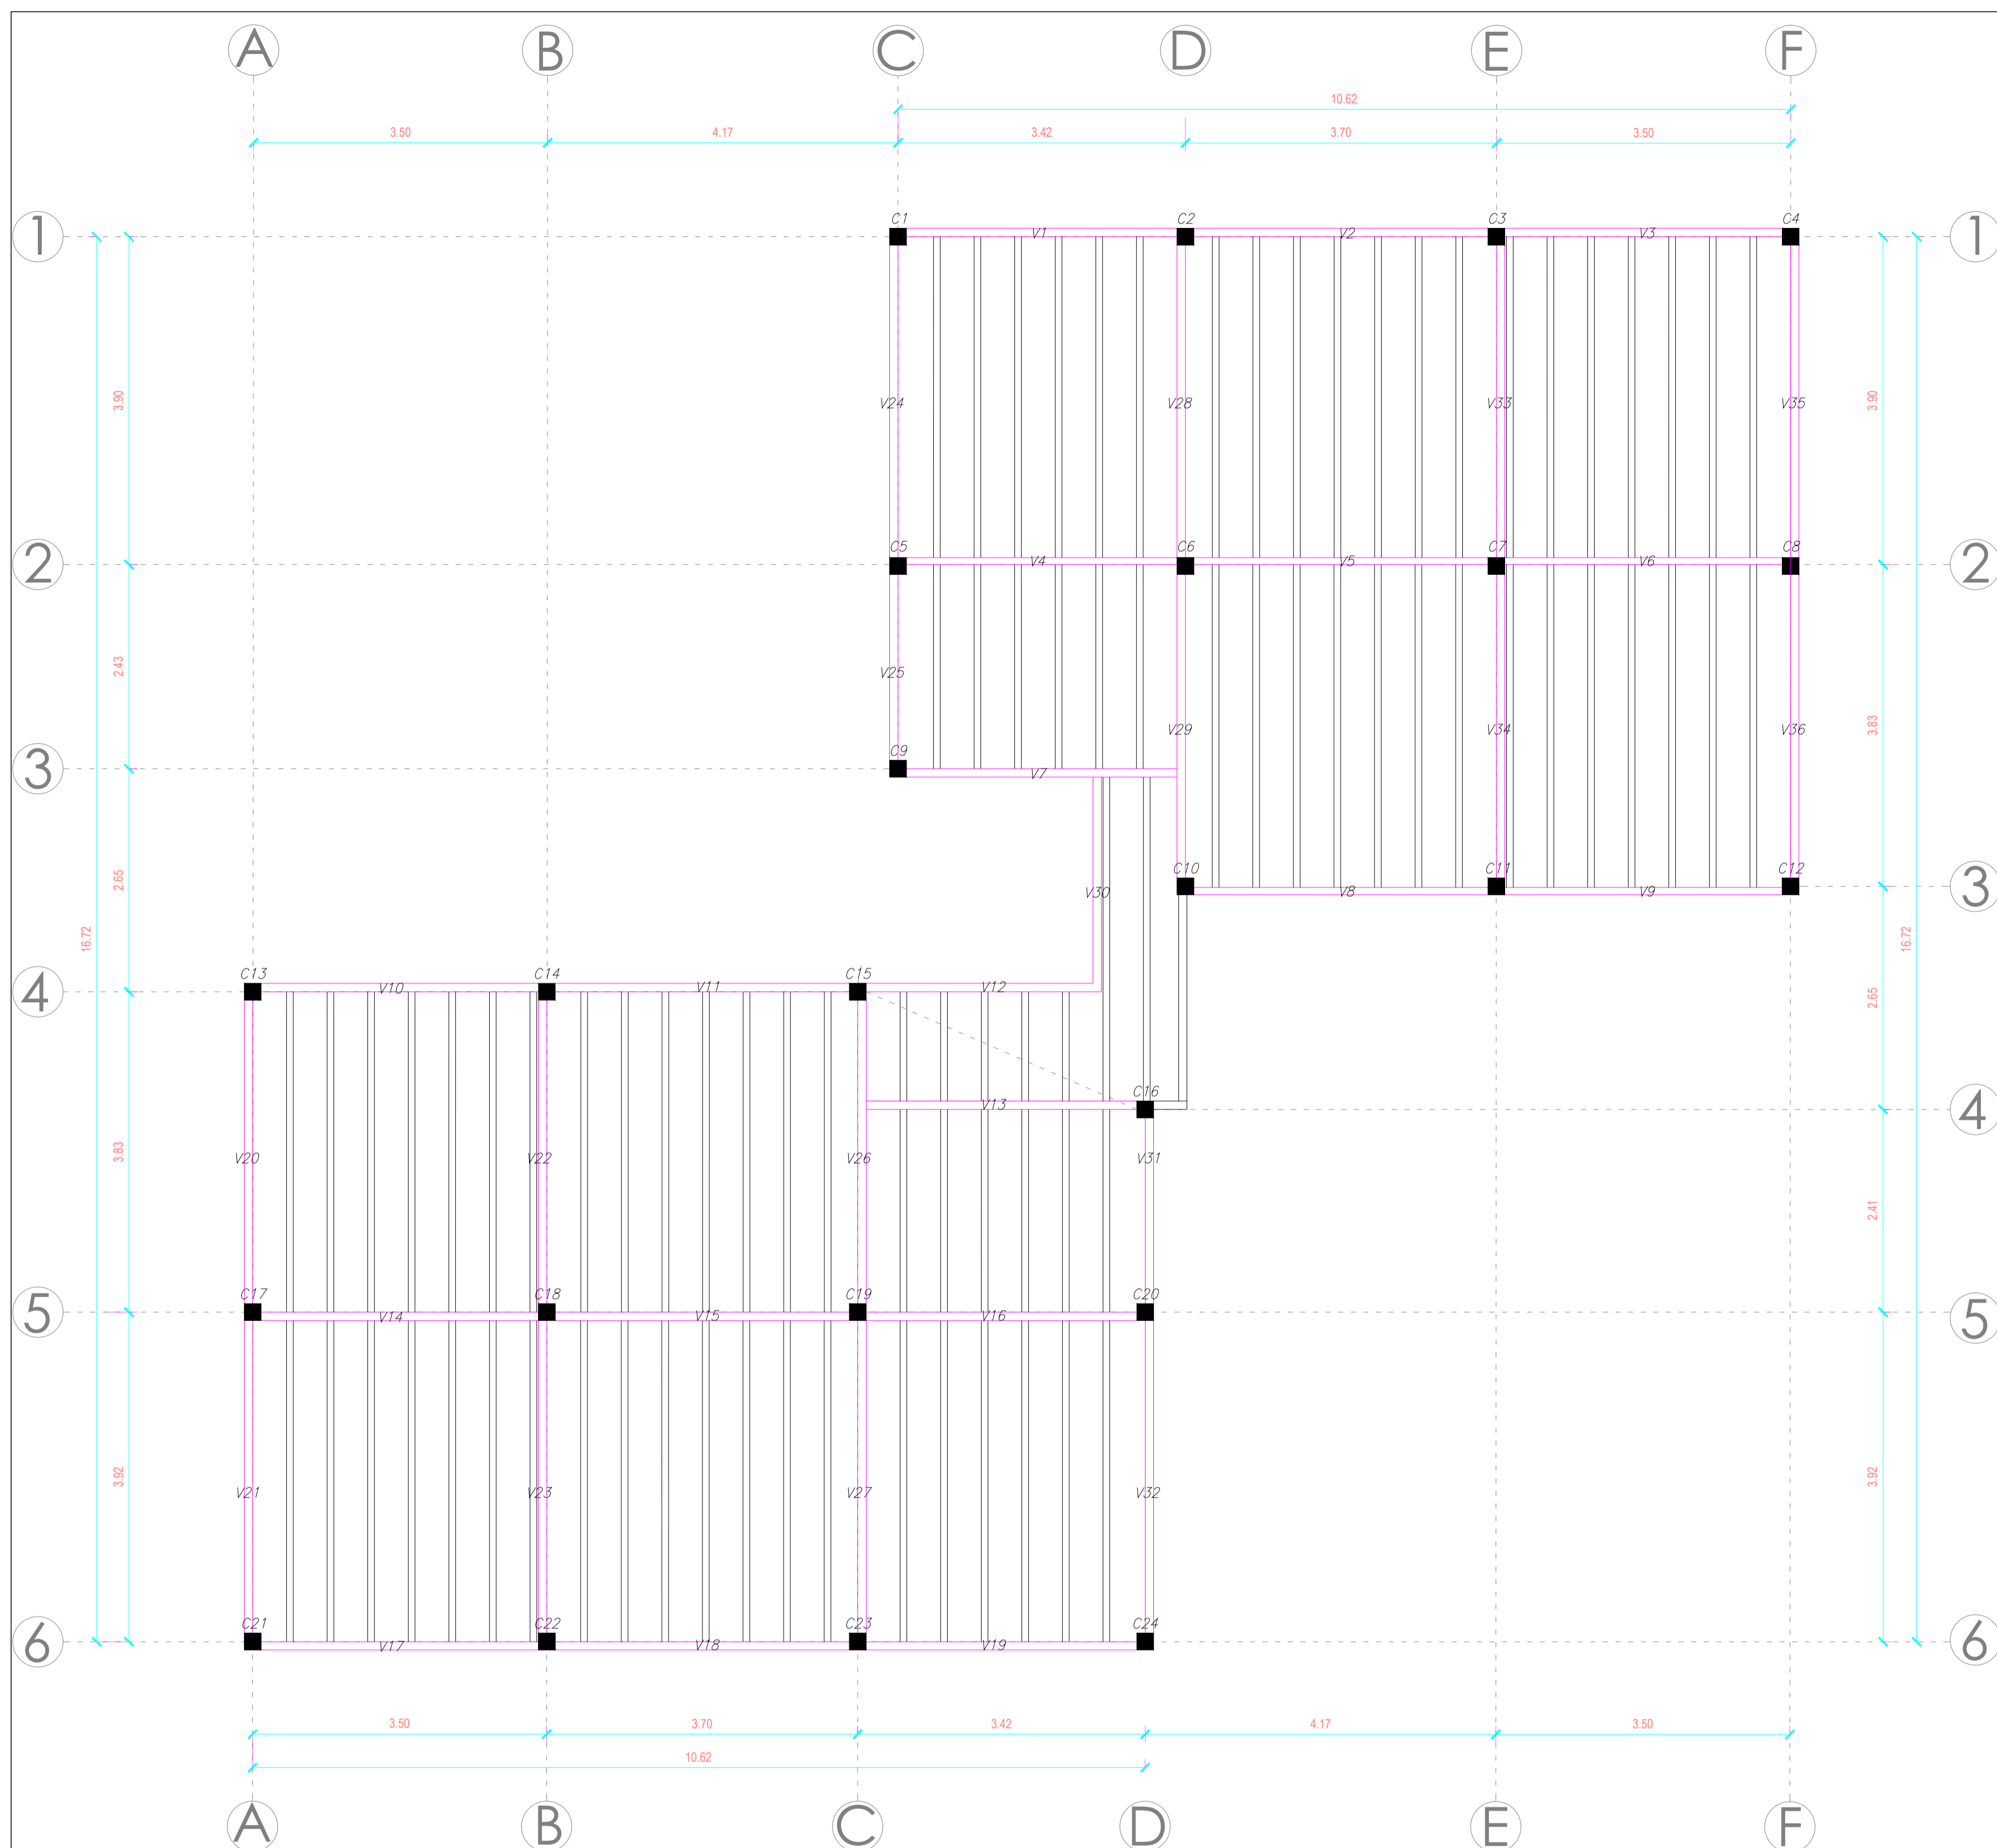 A B C D E F
10.62
3.50 4.17 3.42 3.70 3.50
C1 C2 C3 C4
1 V1 V2 V3 1
3.90 V24 V28 V33 V35 3.90
C5 C6 C7 C8
2 V4 V5 V6 2
2.43 V25
V29 V34 V36 3.83
C9
3 V7
C10 C11 C12
2.65 V30 V8 V9 3
16.72 16.72
C13 C14 C15
4 V10 V11 V12 2.65
C16
V13 4
3.83 V20 V22 V26 V31
2.41
C17 C18 C19 C20
5 V14 V15 V16 5
3.92 V21 V23 V27 V32 3.92
C21 C22 C23 C24
6 V17 V18 V19 6
3.50 3.70 3.42 4.17 3.50
10.62
A B C D E F